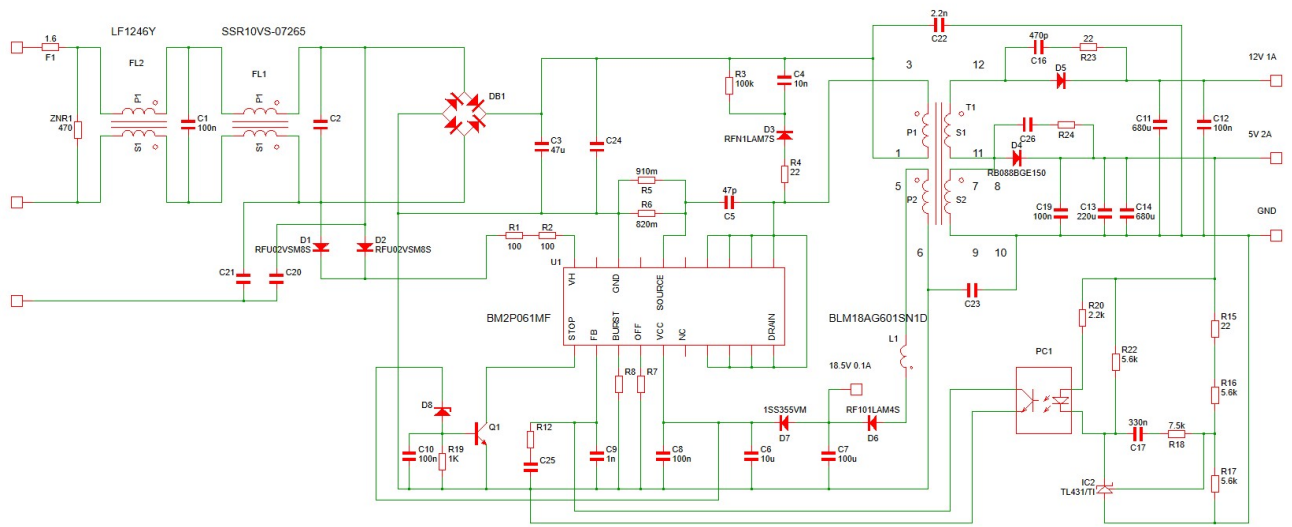 LF1246Y
SSR10VS-07265
1.6
F1
FL2
FL1
P1
S1
P1
S1
ZNR1
470
C1
100n
C2
DB1
C3
47u
C24
R3
100k
C4
10n
D3
RFN1LAM7S
R4
22
2.2n
C22
3
12
1
11
5
7
8
6
9
10
T1
P1
S1
P2
S2
470p
C16
22
R23
D5
C26
R24
D4
RB088BGE150
C11
680u
C12
100n
C19
100n
C13
220u
C14
680u
12V 1A
5V 2A
GND
910m
R5
R6
820m
47p
C5
D1
RFU02VSM8S
D2
RFU02VSM8S
C21
C20
R1
100
R2
100
U1
VH
GND
SOURCE
STOP
FB
BURST
OFF
VCC
NC
DRAIN
BM2P061MF
C23
BLM18AG601SN1D
L1
18.5V 0.1A
1SS355VM
D7
RF101LAM4S
D6
R8
R7
D8
Q1
C10
100n
R19
1K
R12
C25
C9
1n
C8
100n
C6
10u
C7
100u
PC1
R20
2.2k
R22
5.6k
R15
22
R16
5.6k
330n
C17
7.5k
R18
R17
5.6k
IC2
TL431/TI